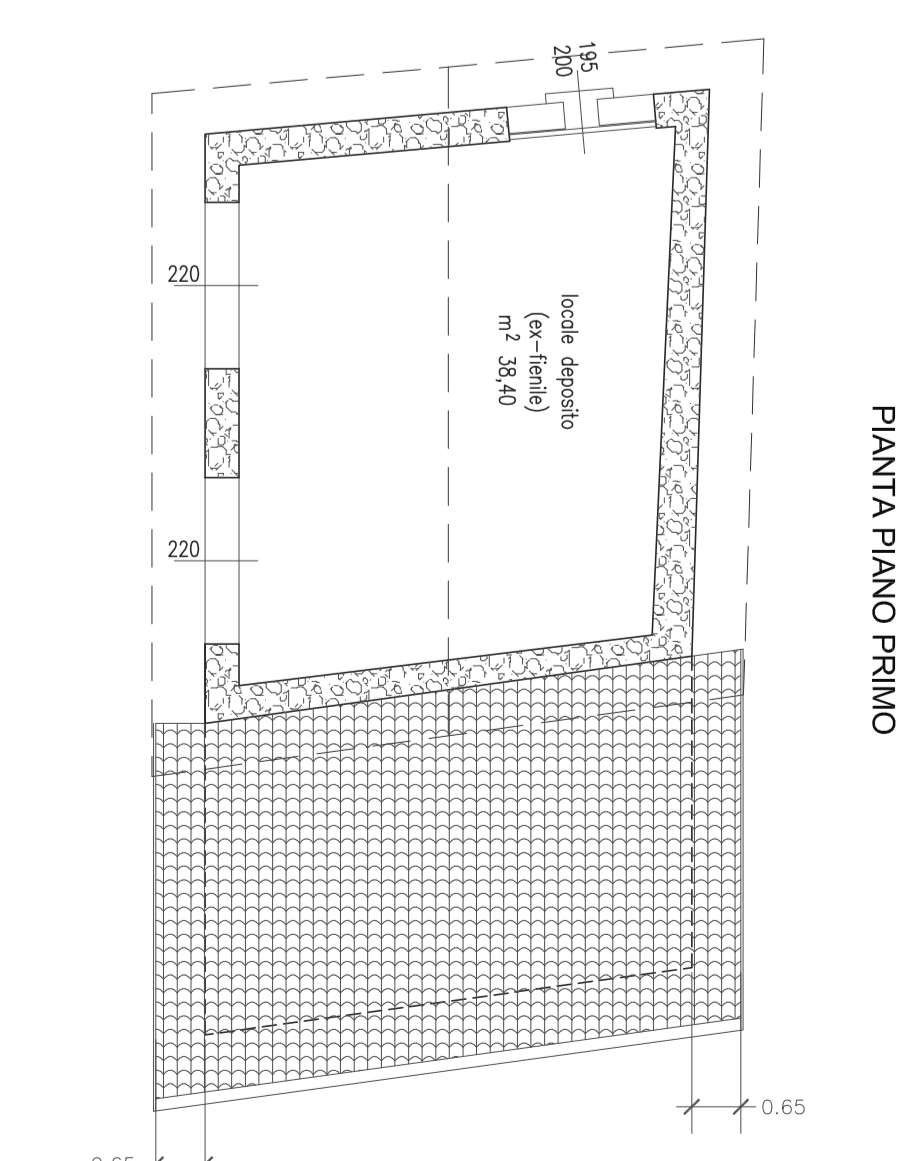 195
200
220
locale deposito
(ex-fienile)
m² 38,40
220
PIANTA PIANO PRIMO
0.65